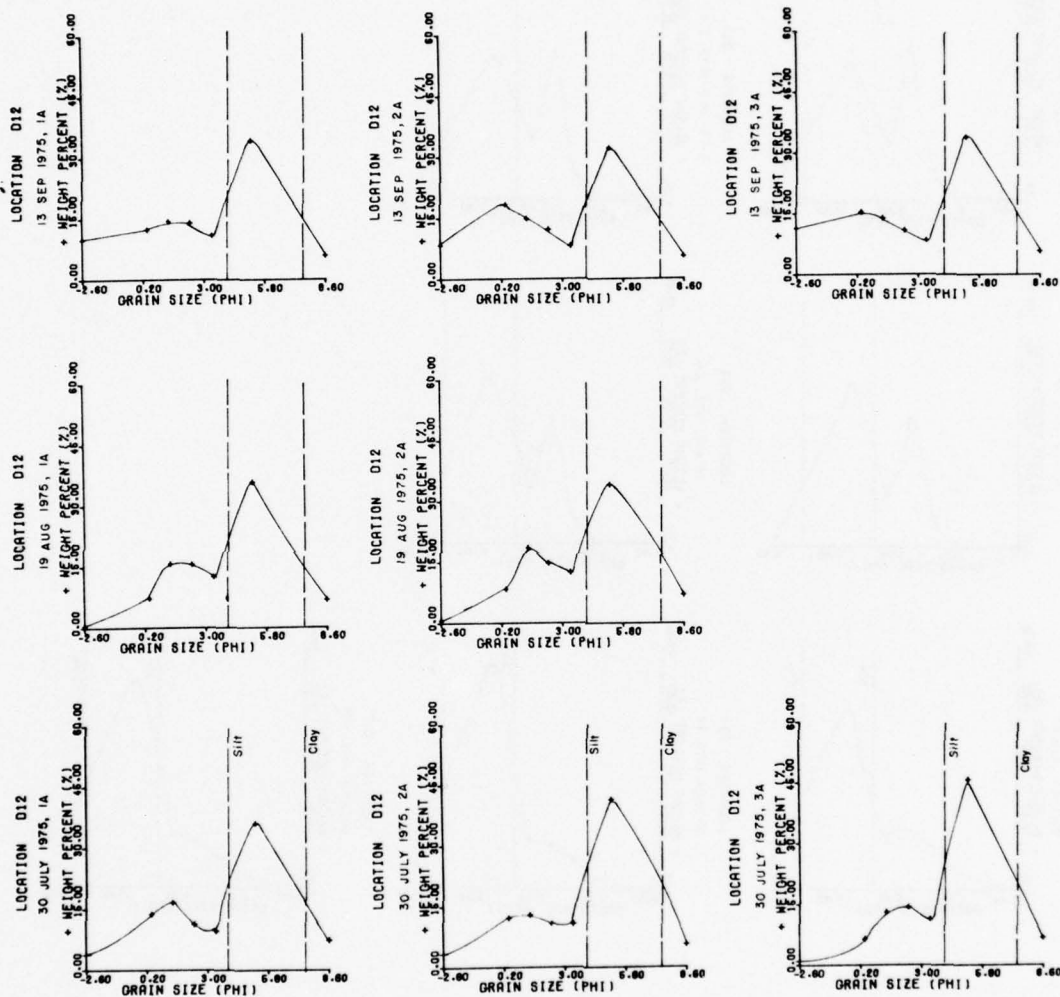 LOCATION D12
13 SEP 1975, 1A
+ WEIGHT PERCENT (%)
0.00 15.00 30.00 45.00 60.00
-2.60 0.20 3.00 5.80 8.60
GRAIN SIZE (PHI)
LOCATION D12
13 SEP 1975, 2A
+ WEIGHT PERCENT (%)
0.00 15.00 30.00 45.00 60.00
-2.60 0.20 3.00 5.80 8.60
GRAIN SIZE (PHI)
LOCATION D12
13 SEP 1975, 3A
+ WEIGHT PERCENT (%)
0.00 15.00 30.00 45.00 60.00
-2.60 0.20 3.00 5.80 8.60
GRAIN SIZE (PHI)
LOCATION D12
19 AUG 1975, 1A
+ WEIGHT PERCENT (%)
0.00 15.00 30.00 45.00 60.00
-2.60 0.20 3.00 5.80 8.60
GRAIN SIZE (PHI)
LOCATION D12
19 AUG 1975, 2A
+ WEIGHT PERCENT (%)
0.00 15.00 30.00 45.00 60.00
-2.60 0.20 3.00 5.80 8.60
GRAIN SIZE (PHI)
LOCATION D12
30 JULY 1975, 1A
+ WEIGHT PERCENT (%)
0.00 15.00 30.00 45.00 60.00
Silt
Clay
-2.60 0.20 3.00 5.80 8.60
GRAIN SIZE (PHI)
LOCATION D12
30 JULY 1975, 2A
+ WEIGHT PERCENT (%)
0.00 15.00 30.00 45.00 60.00
Silt
Clay
-2.60 0.20 3.00 5.80 8.60
GRAIN SIZE (PHI)
LOCATION D12
30 JULY 1975, 3A
+ WEIGHT PERCENT (%)
0.00 15.00 30.00 45.00 60.00
Silt
Clay
-2.60 0.20 3.00 5.80 8.60
GRAIN SIZE (PHI)